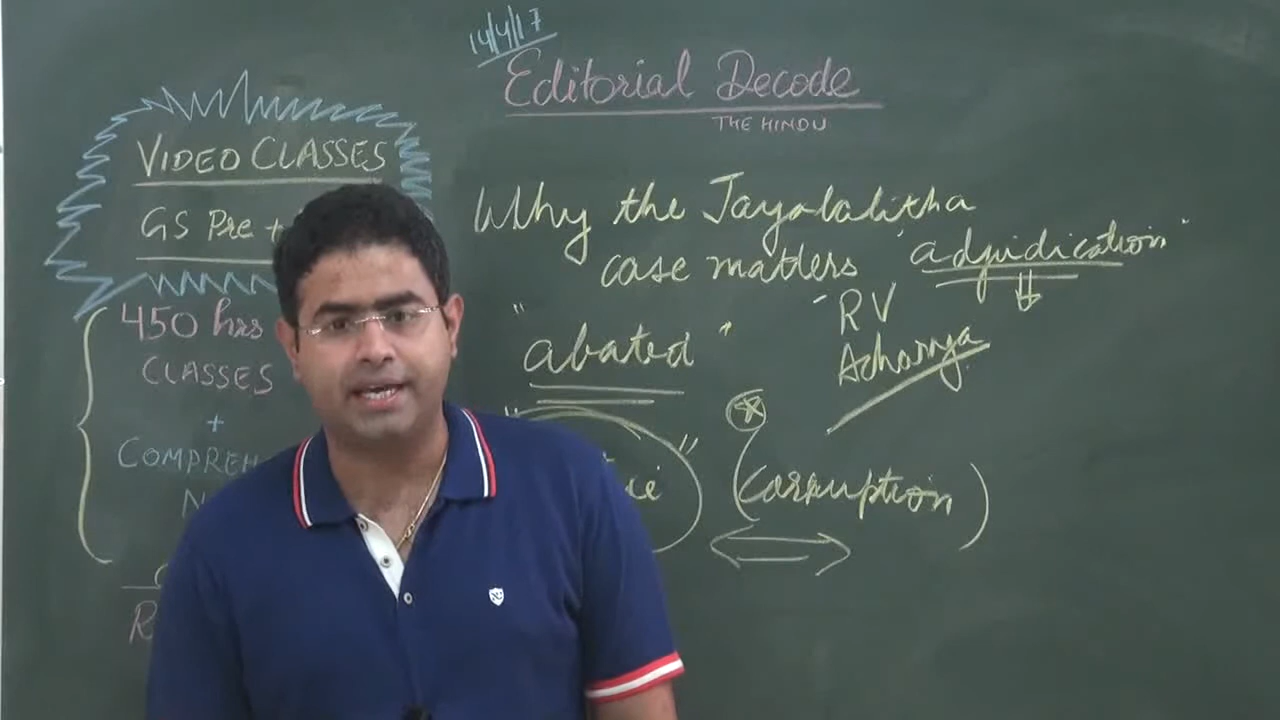 14/4/17
Editorial Decode
THE HINDU
VIDEO CLASSES
GS Pre +
450 hrs
CLASSES
+
COMPREH
N
R
Why the Jayalalitha
case matters "adjudication"
- RV
Acharya
"abated"
(corruption)